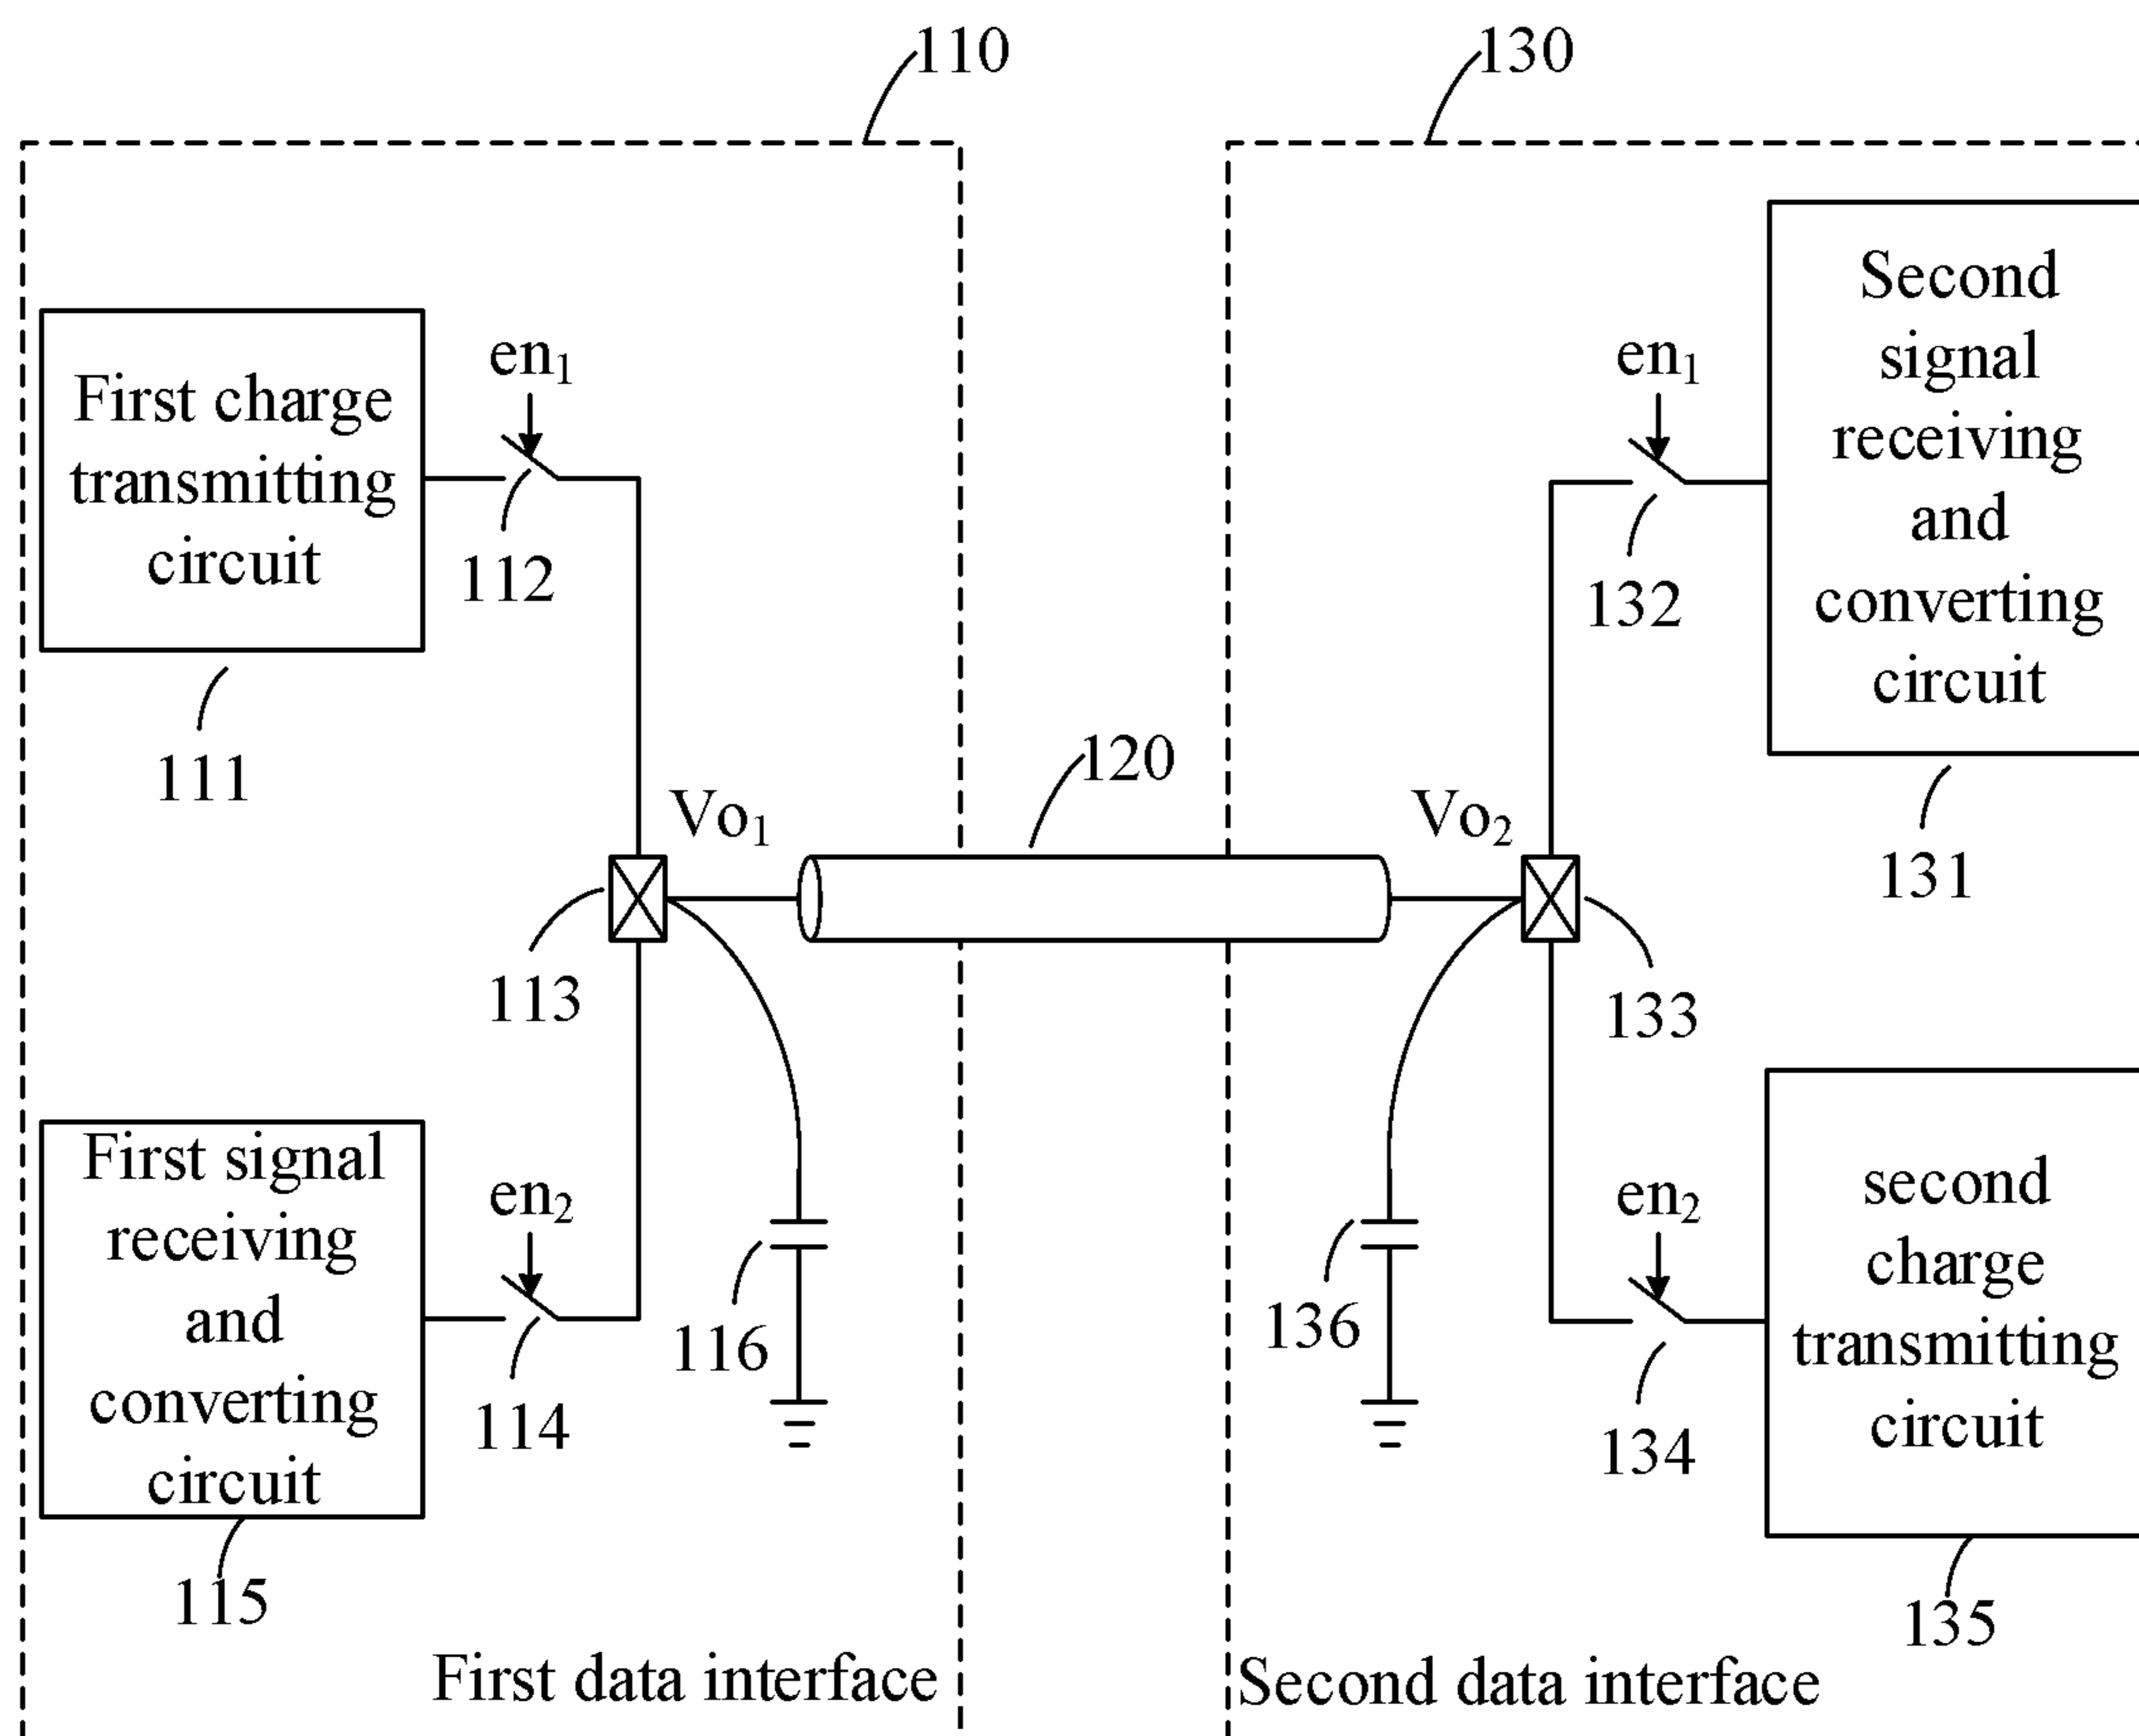 110
130
First charge
transmitting
circuit
en1
112
111
Second
signal
receiving
and
converting
circuit
en1
132
131
120
Vo1
Vo2
113
133
First signal
receiving
and
converting
circuit
en2
114
115
116
136
second
charge
transmitting
circuit
en2
134
135
First data interface
Second data interface